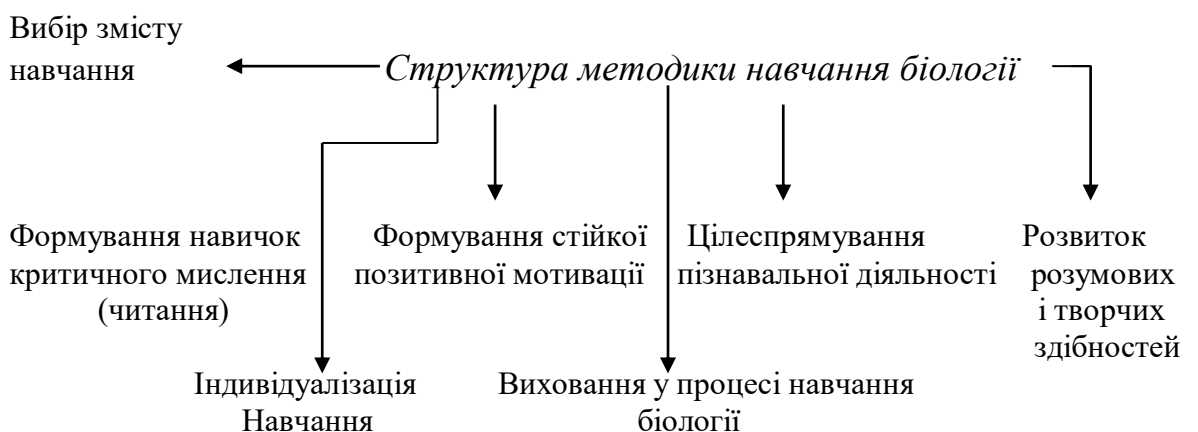 Вибір змісту
навчання
Структура методики навчання біології
Формування навичок
критичного мислення
(читання)
Формування стійкої
позитивної мотивації
Цілеспрямування
пізнавальної діяльності
Розвиток
розумових
і творчих
здібностей
Індивідуалізація
Навчання
Виховання у процесі навчання
біології